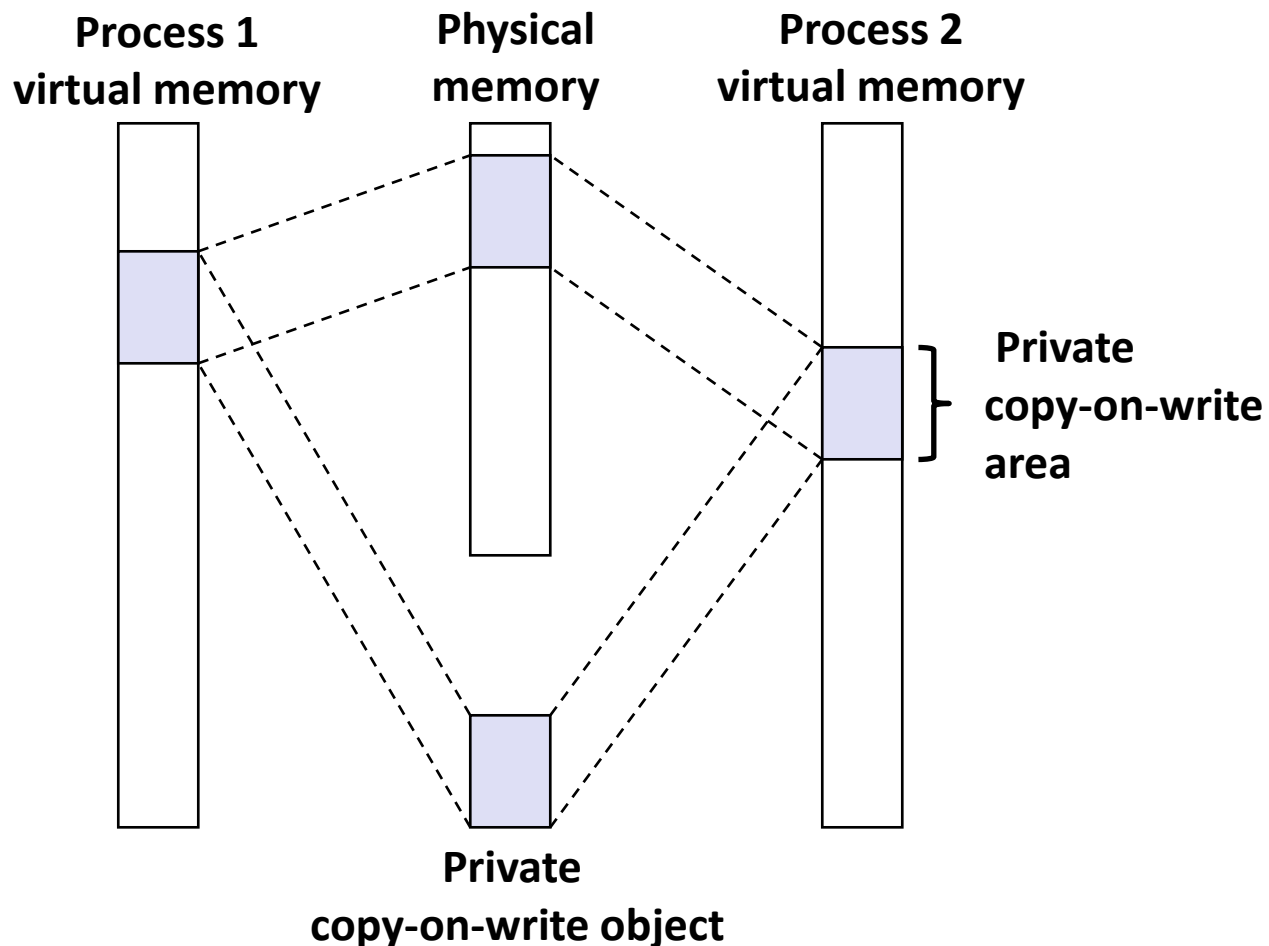 Process 1
virtual memory
Physical
memory
Process 2
virtual memory
Private
copy-on-write
area
Private
copy-on-write object